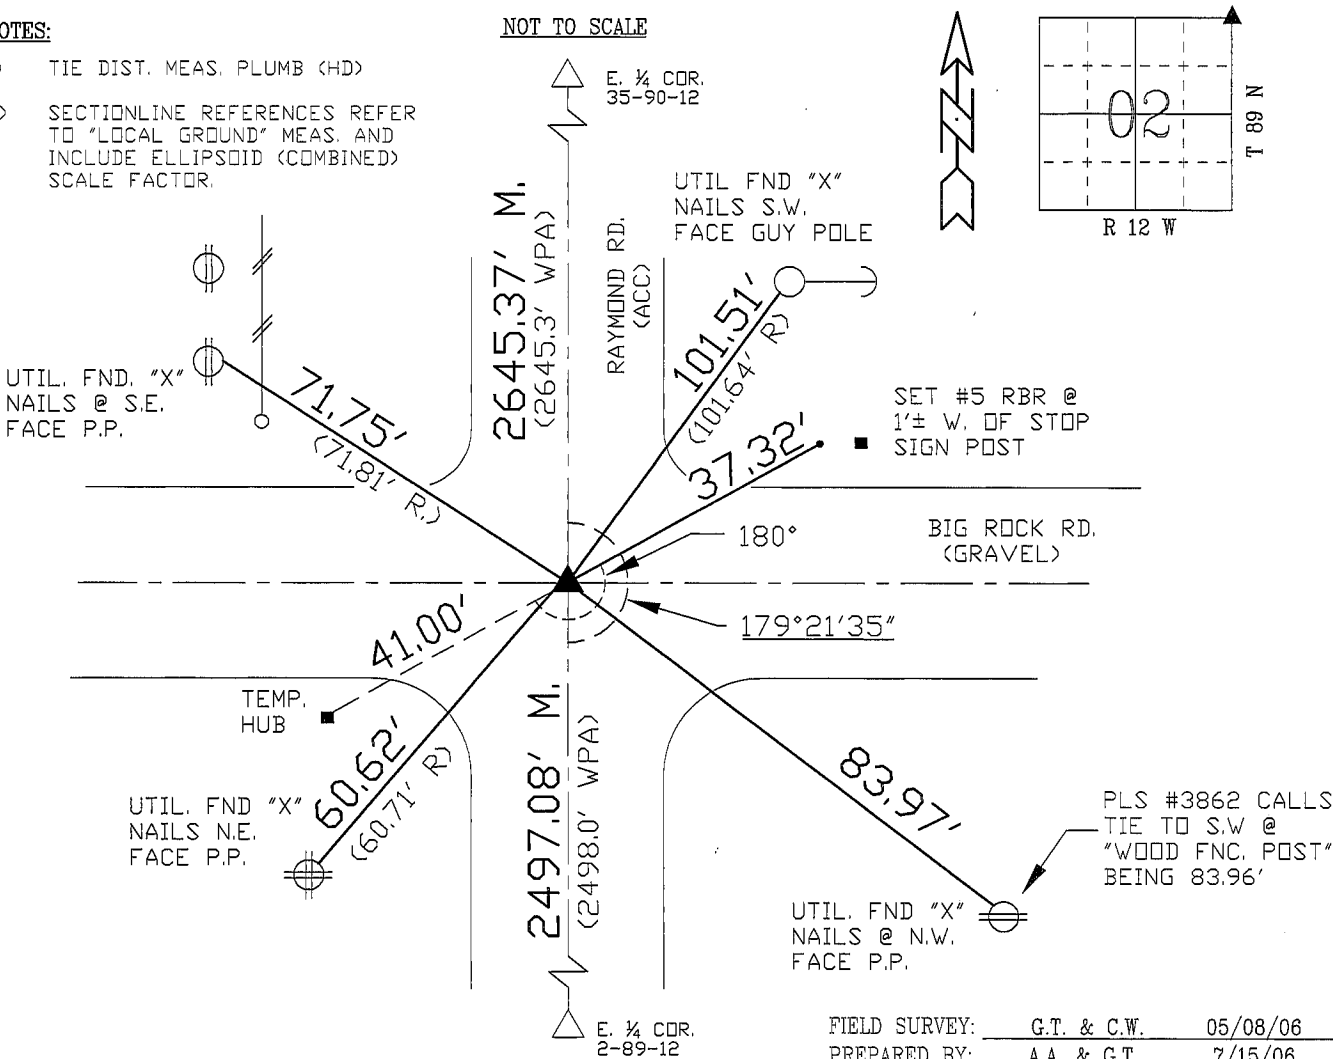 OTES:
TIE DIST. MEAS. PLUMB (HD)
SECTIONLINE REFERENCES REFER
TO "LOCAL GROUND" MEAS. AND
INCLUDE ELLIPSOID (COMBINED)
SCALE FACTOR.
NOT TO SCALE
E. ¼ COR.
35-90-12
N
02
T 89 N
R 12 W
UTIL FND "X"
NAILS S.W.
FACE GUY POLE
2645.37' M.
(2645.3' WPA)
RAYMOND RD.
(ACC)
101.51'
(101.64' R)
UTIL. FND. "X"
NAILS @ S.E.
FACE P.P.
71.75'
(71.81' R.)
37.32'
SET #5 RBR @
1'± W. OF STOP
SIGN POST
180°
BIG ROCK RD.
(GRAVEL)
179°21'35"
41.00'
TEMP.
HUB
60.62'
(60.71' R)
UTIL. FND "X"
NAILS N.E.
FACE P.P.
2497.08' M.
(2498.0' WPA)
83.97'
PLS #3862 CALLS
TIE TO S.W @
"WOOD FNC. POST"
BEING 83.96'
UTIL. FND "X"
NAILS @ N.W.
FACE P.P.
E. ¼ COR.
2-89-12
FIELD SURVEY: G.T. & C.W. 05/08/06
PREPARED BY: A.A. & G.T. 7/15/06